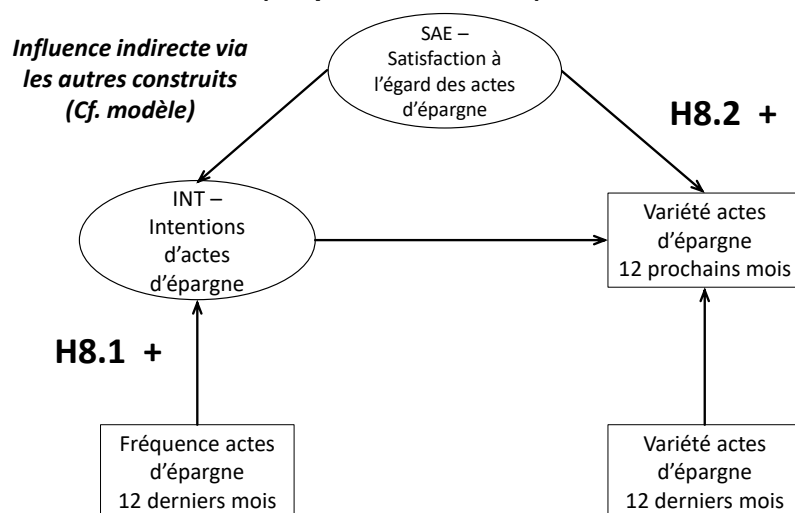 Influence indirecte via
les autres construits
(Cf. modèle)
SAE –
Satisfaction à
l'égard des actes
d'épargne
H8.2 +
INT –
Intentions
d'actes
d'épargne
Variété actes
d'épargne
12 prochains mois
H8.1 +
Fréquence actes
d'épargne
12 derniers mois
Variété actes
d'épargne
12 derniers mois